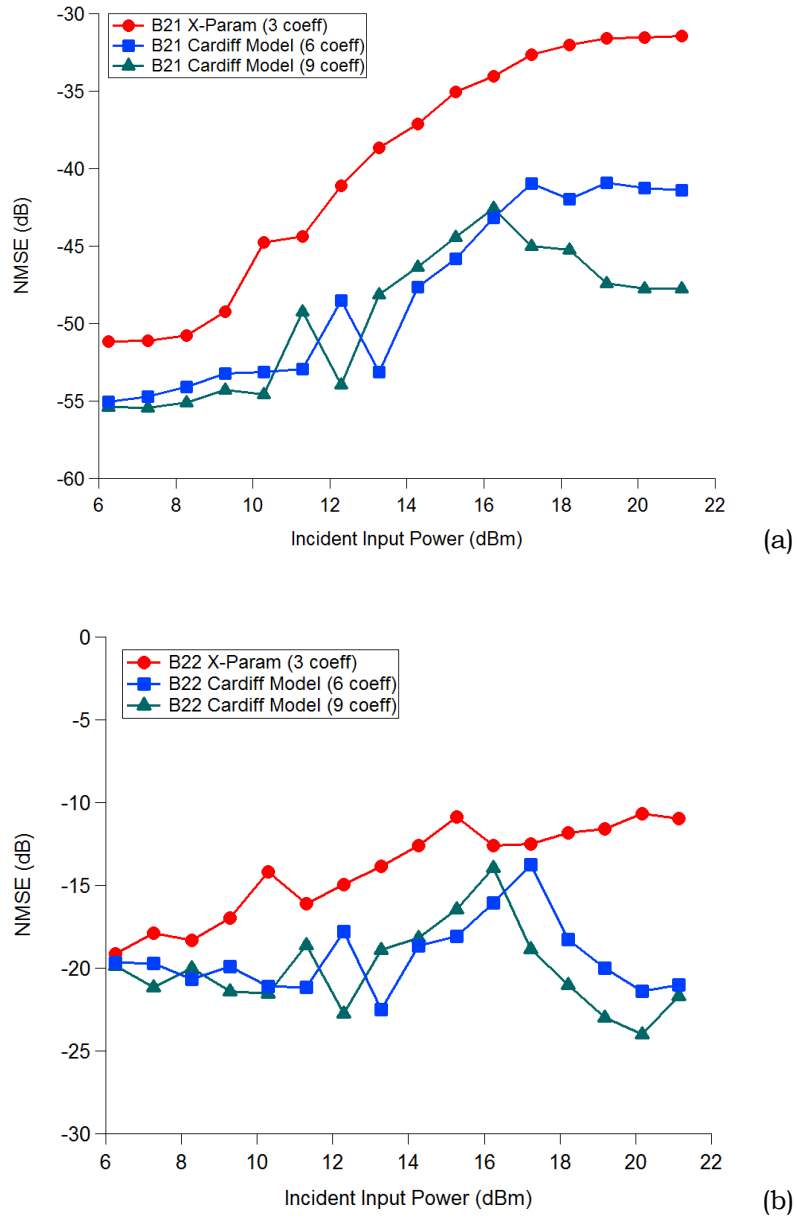 B21 X-Param (3 coeff)
B21 Cardiff Model (6 coeff)
B21 Cardiff Model (9 coeff)
-30
-35
-40
-45
-50
-55
-60
NMSE (dB)
6 8 10 12 14 16 18 20 22
Incident Input Power (dBm)
(a)
B22 X-Param (3 coeff)
B22 Cardiff Model (6 coeff)
B22 Cardiff Model (9 coeff)
0
-5
-10
-15
-20
-25
-30
NMSE (dB)
6 8 10 12 14 16 18 20 22
Incident Input Power (dBm)
(b)